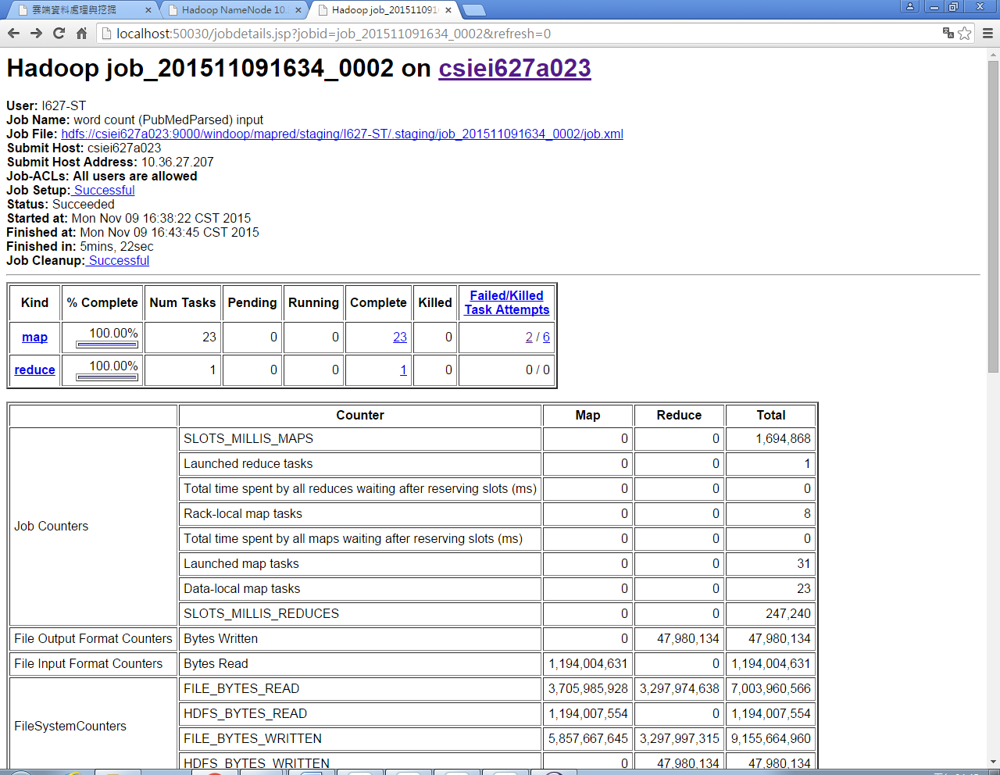 雲端資料處理與挖掘
Hadoop NameNode 10.
Hadoop job_201511091
localhost:50030/jobdetails.jsp?jobid=job_201511091634_0002&refresh=0
Hadoop job_201511091634_0002 on csiei627a023
User: I627-ST
Job Name: word count (PubMedParsed) input
Job File: hdfs://csiei627a023:9000/windoop/mapred/staging/I627-ST/.staging/job_201511091634_0002/job.xml
Submit Host: csiei627a023
Submit Host Address: 10.36.27.207
Job-ACLs: All users are allowed
Job Setup: Successful
Status: Succeeded
Started at: Mon Nov 09 16:38:22 CST 2015
Finished at: Mon Nov 09 16:43:45 CST 2015
Finished in: 5mins, 22sec
Job Cleanup: Successful
Kind % Complete Num Tasks Pending Running Complete Killed Failed/Killed
Task Attempts
map 100.00% 23 0 0 23 0 2 / 6
reduce 100.00% 1 0 0 1 0 0 / 0
Counter Map Reduce Total
Job Counters
SLOTS_MILLIS_MAPS 0 0 1,694,868
Launched reduce tasks 0 0 1
Total time spent by all reduces waiting after reserving slots (ms) 0 0 0
Rack-local map tasks 0 0 8
Total time spent by all maps waiting after reserving slots (ms) 0 0 0
Launched map tasks 0 0 31
Data-local map tasks 0 0 23
SLOTS_MILLIS_REDUCES 0 0 247,240
File Output Format Counters Bytes Written 0 47,980,134 47,980,134
File Input Format Counters Bytes Read 1,194,004,631 0 1,194,004,631
FileSystemCounters
FILE_BYTES_READ 3,705,985,928 3,297,974,638 7,003,960,566
HDFS_BYTES_READ 1,194,007,554 0 1,194,007,554
FILE_BYTES_WRITTEN 5,857,667,645 3,297,997,315 9,155,664,960
HDFS_BYTES_WRITTEN 0 47,980,134 47,980,134